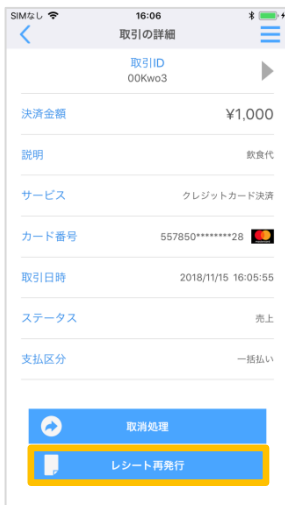 SIMなし 16:06
取引の詳細
取引ID
00Kwo3
決済金額 ¥1,000
説明 飲食代
サービス クレジットカード決済
カード番号 557850********28
取引日時 2018/11/15 16:05:55
ステータス 売上
支払区分 一括払い
取消処理
レシート再発行